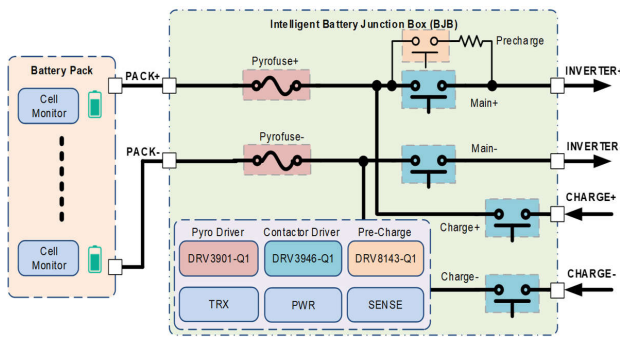 Intelligent Battery Junction Box (BJB)
Precharge
PACK+
Pyrofuse+
INVERTER+
Battery Pack
Cell
Monitor
Main+
Pyrofuse-
PACK-
Main-
INVERTER
CHARGE+
Charge+
Pyro Driver
Contactor Driver
Pre-Charge
DRV3901-Q1
DRV3946-Q1
DRV8143-Q1
Cell
Monitor
Charge-
CHARGE-
TRX
PWR
SENSE